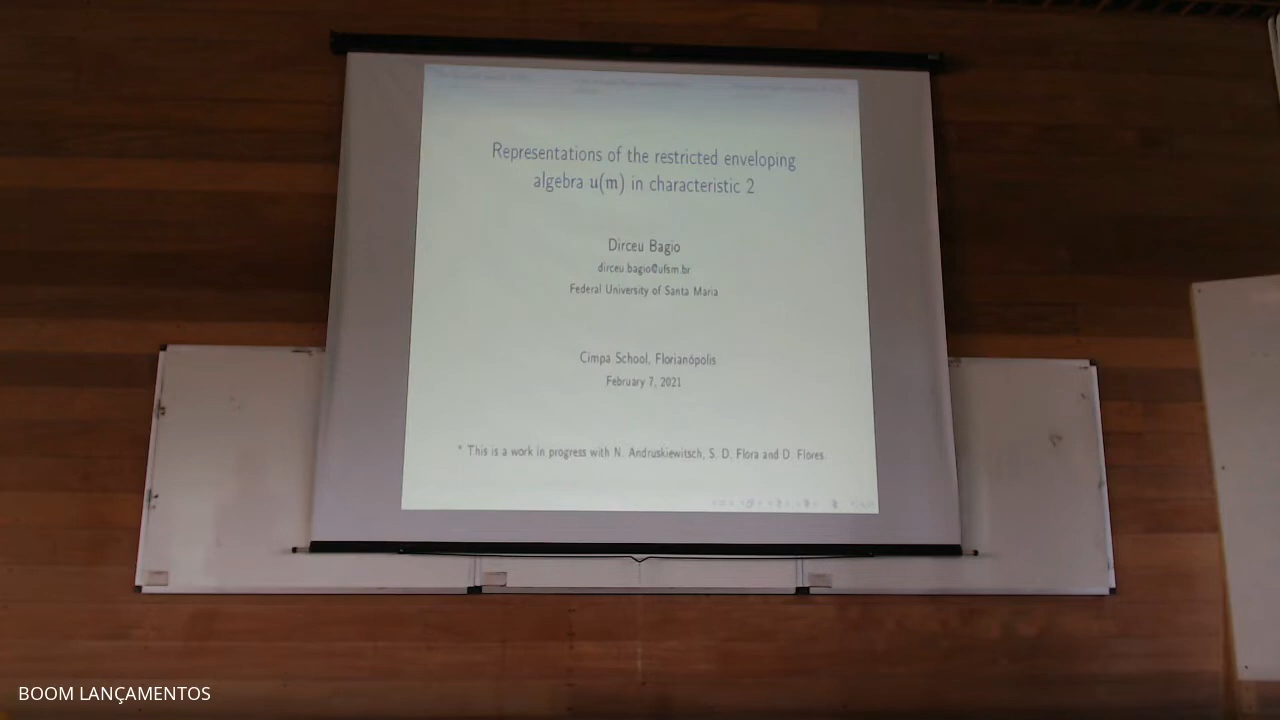 Representations of the restricted enveloping
algebra u(m) in characteristic 2
Dirceu Bagio
dirceu.bagio@ufsm.br
Federal University of Santa Maria
Cimpa School, Florianópolis
February 7, 2021
* This is a work in progress with N. Andruskiewitsch, S. D. Flora and D. Flores.
BOOM LANÇAMENTOS